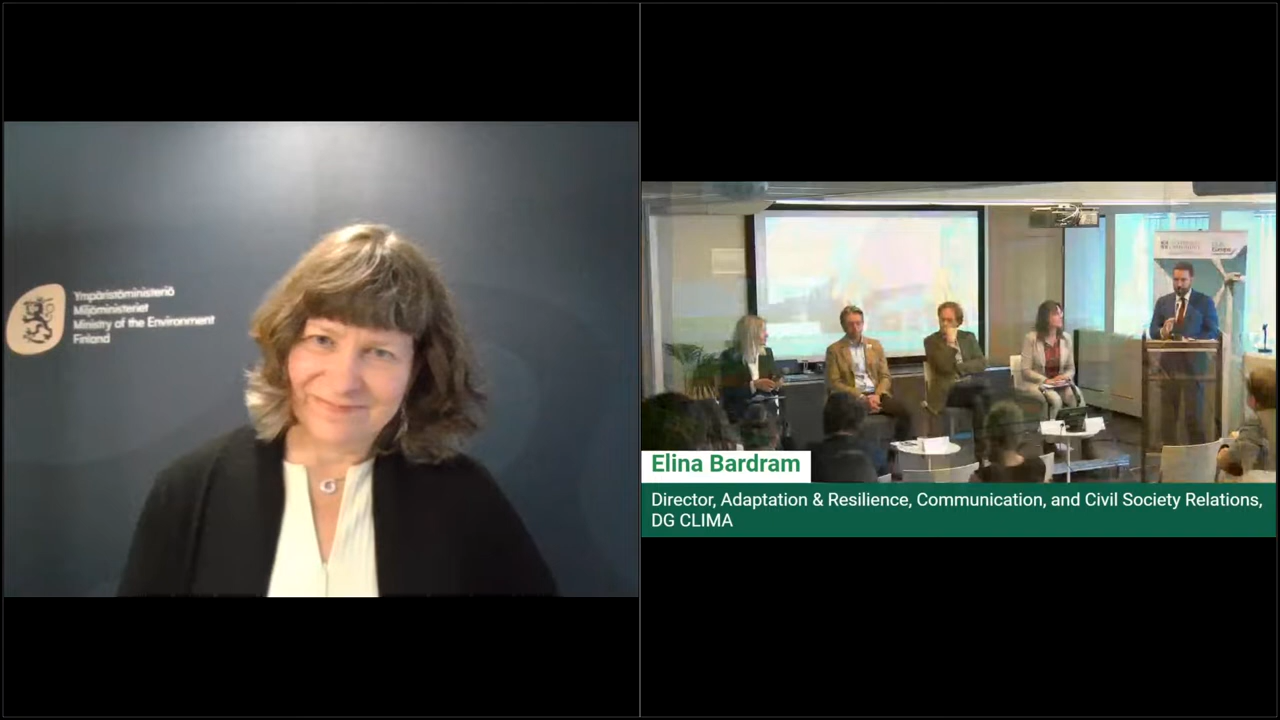 Ympäristöministeriö
Miljöministeriet
Ministry of the Environment
Finland
Elina Bardram
Director, Adaptation & Resilience, Communication, and Civil Society Relations,
DG CLIMA